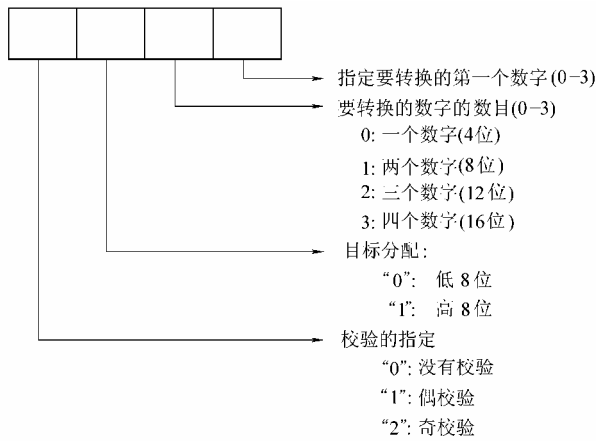 指定要转换的第一个数字(0-3)
要转换的数字的数目(0-3)
0: 一个数字(4位)
1: 两个数字(8位)
2: 三个数字(12位)
3: 四个数字(16位)
目标分配:
“0”: 低 8 位
“1”: 高 8 位
校验的指定
“0”: 没有校验
“1”: 偶校验
“2”: 奇校验